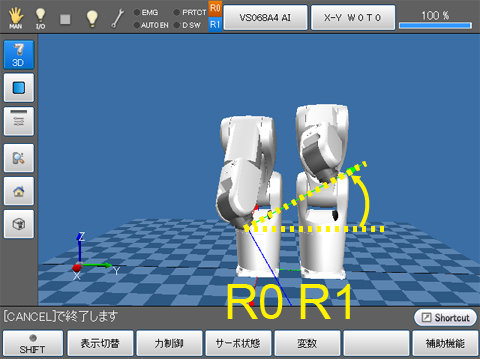 EMG PRTCT R0
MAN I/O AUTO EN D SW R1
VS068A4 AI
X-Y W 0 T 0
100 %
3D
Z
Y
X
R0 R1
[CANCEL]で終了します
Shortcut
SHIFT 表示切替 力制御 サーボ状態 変数 補助機能